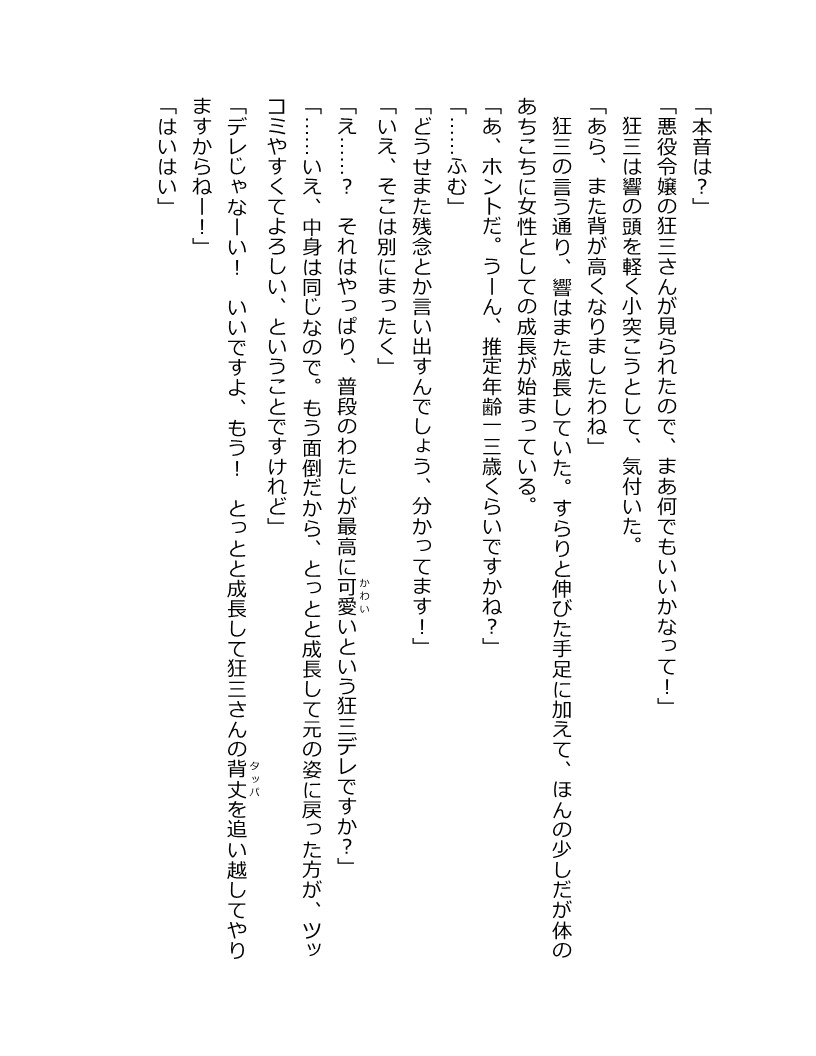 「本音は？」
「悪役令嬢の狂三さんが見られたので、まあ何でもいいかなって！」
　狂三は響の頭を軽く小突こうとして、気付いた。
「あら、また背が高くなりましたわね」
　狂三の言う通り、響はまた成長していた。すらりと伸びた手足に加えて、ほんの少しだが体の
あちこちに女性としての成長が始まっている。
「あ、ホントだ。うーん、推定年齢一三歳くらいですかね？」
「……ふむ」
「どうせまた残念とか言い出すんでしょう、分かってます！」
「いえ、そこは別にまったく」
「え……？　それはやっぱり、普段のわたしが最高に可愛いという狂三デレですか？」
かわい
「……いえ、中身は同じなので。もう面倒だから、とっとと成長して元の姿に戻った方が、ツッ
コミやすくてよろしい、ということですけれど」
「デレじゃなーい！　いいですよ、もう！　とっとと成長して狂三さんの背丈を追い越してやり
タッパ
ますからねー！」
「はいはい」